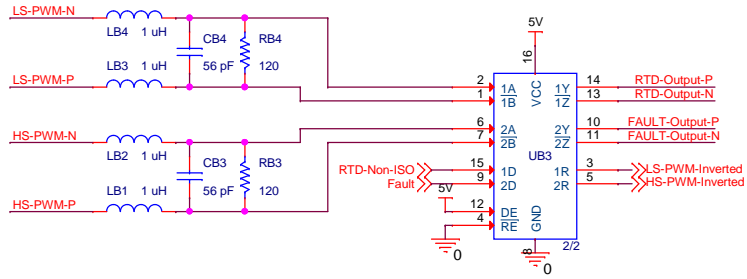 LS-PWM-N
LB4 1 uH
CB4
56 pF
RB4
120
LB3 1 uH
LS-PWM-P
HS-PWM-N
LB2 1 uH
CB3
56 pF
RB3
120
LB1 1 uH
HS-PWM-P
5V
16
VCC
2 1A
1 1B
6 2A
7 2B
RTD-Non-ISO 15 1D
Fault 9 2D
5V
12 DE
4 RE
0
UB3
GND
8
0
2/2
1Y 14 RTD-Output-P
1Z 13 RTD-Output-N
2Y 10 FAULT-Output-P
2Z 11 FAULT-Output-N
1R 3 LS-PWM-Inverted
2R 5 HS-PWM-Inverted